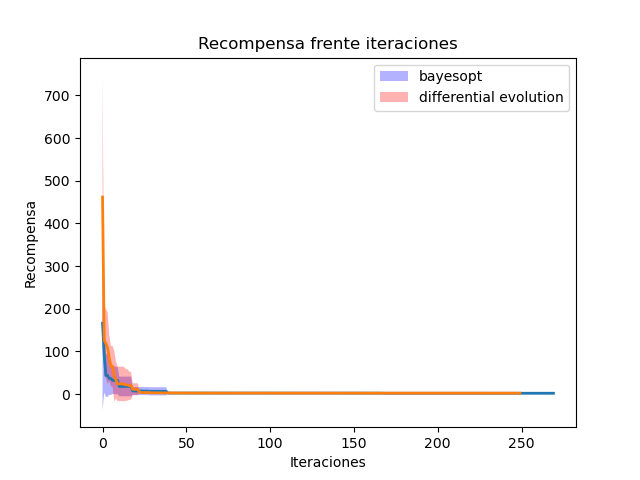 Recompensa frente iteraciones
bayesopt
differential evolution
Recompensa
700
600
500
400
300
200
100
0
0 50 100 150 200 250
Iteraciones